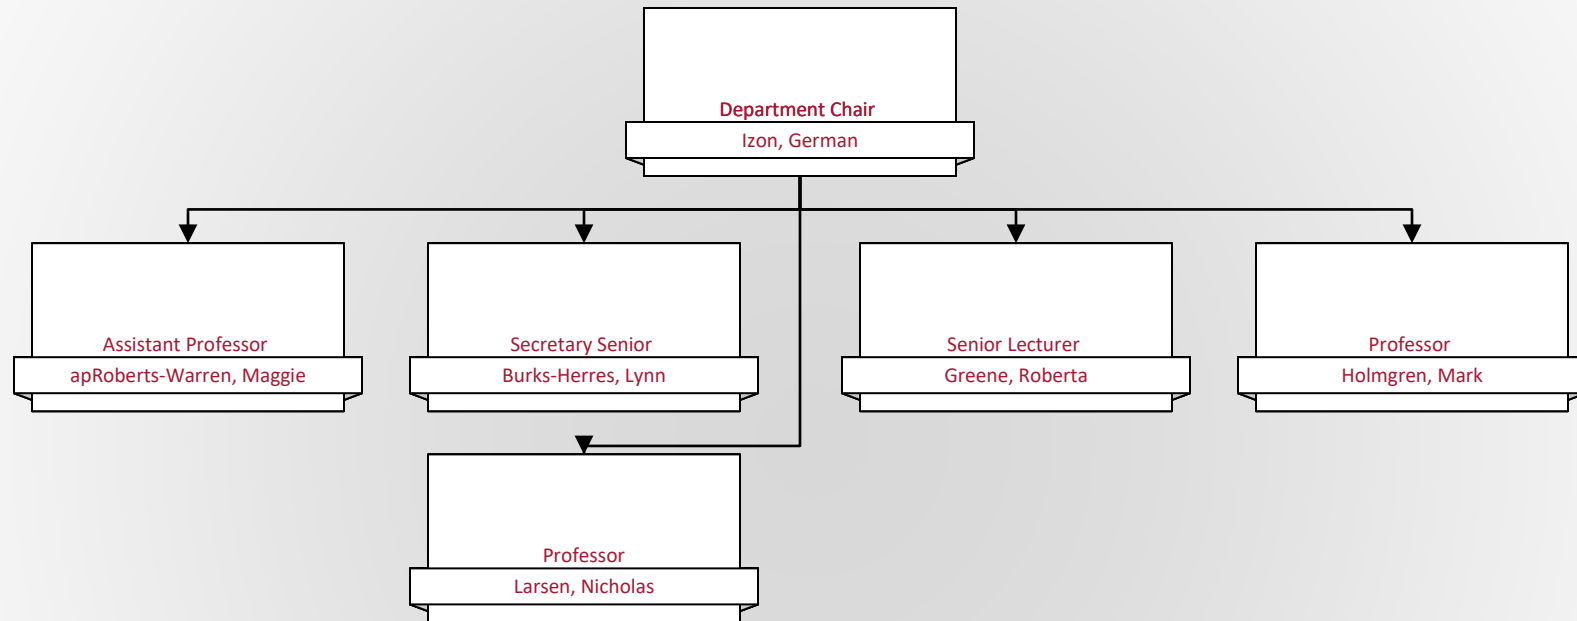 Department Chair
Izon, German
Assistant Professor
apRoberts-Warren, Maggie
Secretary Senior
Burks-Herres, Lynn
Senior Lecturer
Greene, Roberta
Professor
Holmgren, Mark
Professor
Larsen, Nicholas